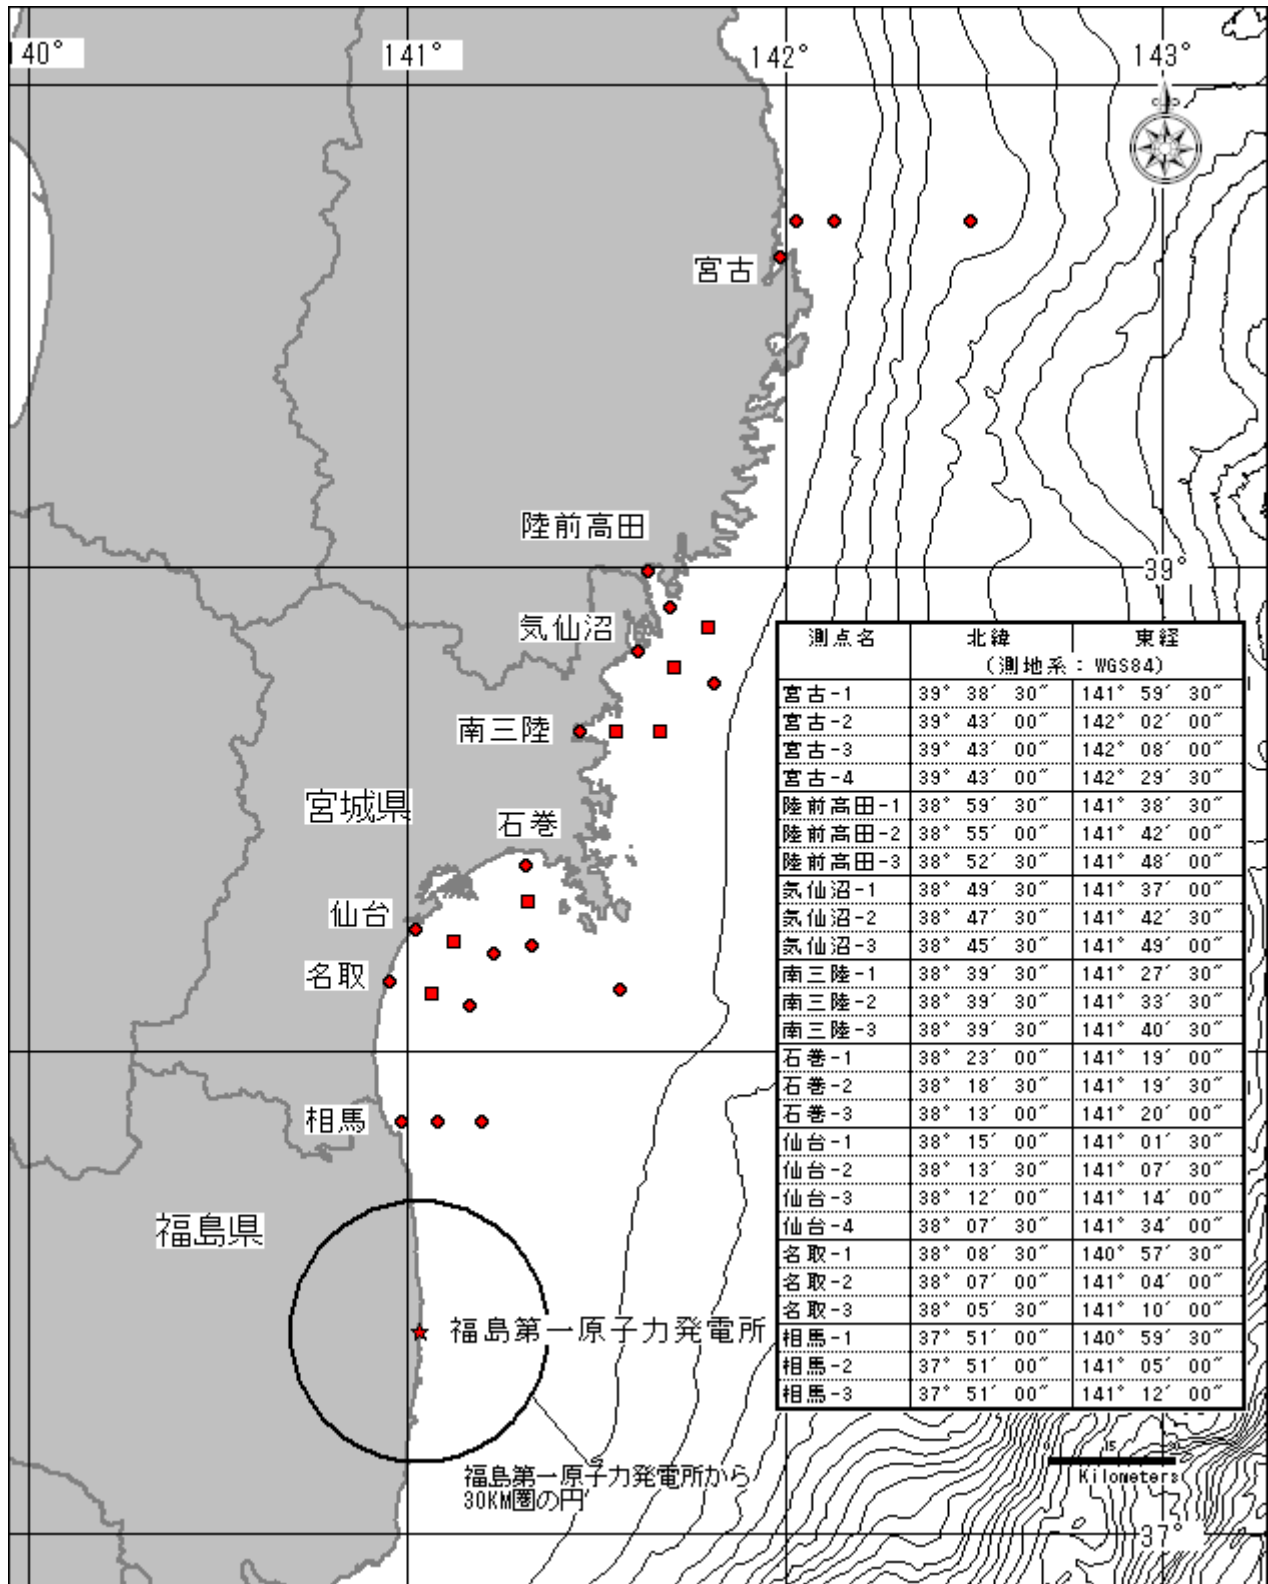 140°
141°
142°
143°
宮古
陸前高田
39°
気仙沼
南三陸
宮城県
石巻
仙台
名取
相馬
福島県
福島第一原子力発電所
福島第一原子力発電所から
30KM圏の円
測点名 北緯 東経
(測地系：WGS84)
宮古-1 39° 38′ 30″ 141° 59′ 30″
宮古-2 39° 43′ 00″ 142° 02′ 00″
宮古-3 39° 43′ 00″ 142° 08′ 00″
宮古-4 39° 43′ 00″ 142° 29′ 30″
陸前高田-1 38° 59′ 30″ 141° 38′ 30″
陸前高田-2 38° 55′ 00″ 141° 42′ 00″
陸前高田-3 38° 52′ 30″ 141° 48′ 00″
気仙沼-1 38° 49′ 30″ 141° 37′ 00″
気仙沼-2 38° 47′ 30″ 141° 42′ 30″
気仙沼-3 38° 45′ 30″ 141° 49′ 00″
南三陸-1 38° 39′ 30″ 141° 27′ 30″
南三陸-2 38° 39′ 30″ 141° 33′ 30″
南三陸-3 38° 39′ 30″ 141° 40′ 30″
石巻-1 38° 23′ 00″ 141° 19′ 00″
石巻-2 38° 18′ 30″ 141° 19′ 30″
石巻-3 38° 13′ 00″ 141° 20′ 00″
仙台-1 38° 15′ 00″ 141° 01′ 30″
仙台-2 38° 13′ 30″ 141° 07′ 30″
仙台-3 38° 12′ 00″ 141° 14′ 00″
仙台-4 38° 07′ 30″ 141° 34′ 00″
名取-1 38° 08′ 30″ 140° 57′ 30″
名取-2 38° 07′ 00″ 141° 04′ 00″
名取-3 38° 05′ 30″ 141° 10′ 00″
相馬-1 37° 51′ 00″ 140° 59′ 30″
相馬-2 37° 51′ 00″ 141° 05′ 00″
相馬-3 37° 51′ 00″ 141° 12′ 00″
0 15 30
Kilometers
37°